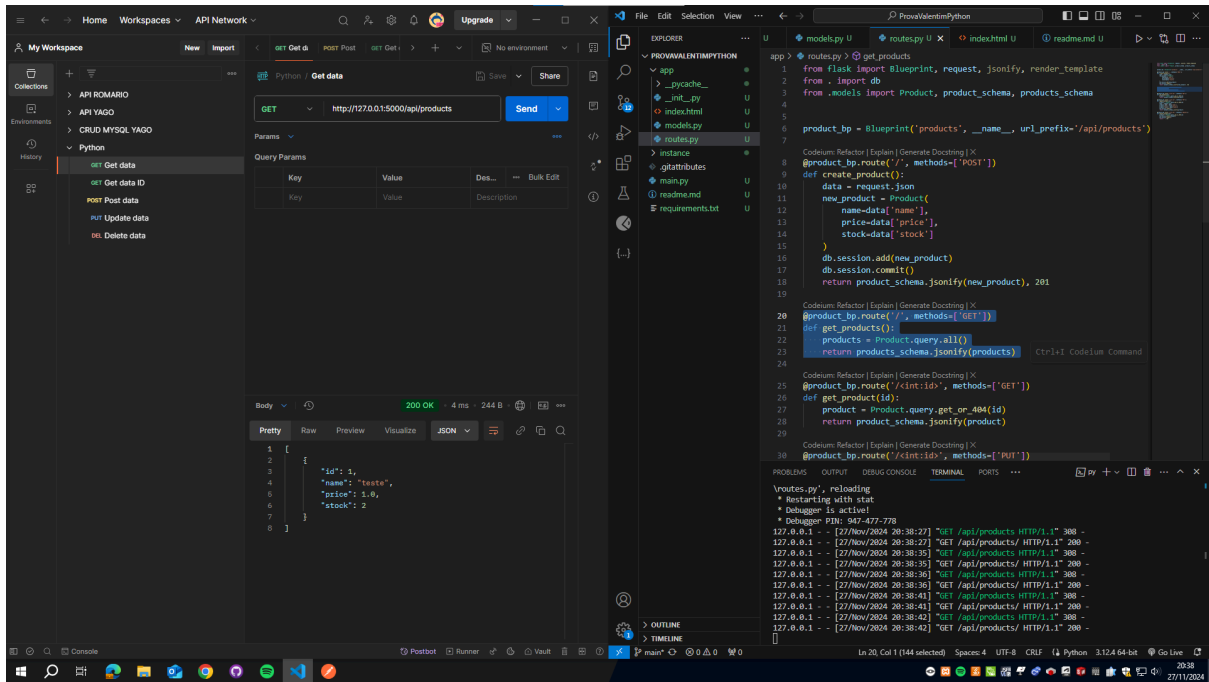 Home Workspaces API Network Upgrade
My Workspace New Import
GET Get d POST Post GET Get No environment
Collections
Environments
History
API ROMARIO
API YAGO
CRUD MYSQL YAGO
Python
GET Get data
GET Get data ID
POST Post data
PUT Update data
DEL Delete data
HTTP Python / Get data Save Share
GET http://127.0.0.1:5000/api/products Send
Params
Query Params
Key Value Des... Bulk Edit
Key Value Description
Body 200 OK 4 ms 244 B
Pretty Raw Preview Visualize JSON
1 [
2 {
3 "id": 1,
4 "name": "teste",
5 "price": 1.0,
6 "stock": 2
7 }
8 ]
Console Postbot Runner Vault
File Edit Selection View ProvaValentimPython
EXPLORER
PROVAVALENTIMPYTHON
app
__pycache__
__init__.py U
index.html U
models.py U
routes.py U
instance
.gitattributes
main.py U
readme.md U
requirements.txt U
OUTLINE
TIMELINE
12
1
U models.py U routes.py U index.html U readme.md U
app > routes.py > get_products
1 from flask import Blueprint, request, jsonify, render_template
2 from . import db
3 from .models import Product, product_schema, products_schema
4
5
6 product_bp = Blueprint('products', __name__, url_prefix='/api/products')
7
Codeium: Refactor | Explain | Generate Docstring | X
8 @product_bp.route('/', methods=['POST'])
9 def create_product():
10 data = request.json
11 new_product = Product(
12 name=data['name'],
13 price=data['price'],
14 stock=data['stock']
15 )
16 db.session.add(new_product)
17 db.session.commit()
18 return product_schema.jsonify(new_product), 201
19
Codeium: Refactor | Explain | Generate Docstring | X
20 @product_bp.route('/', methods=['GET'])
21 def get_products():
22 products = Product.query.all()
23 return products_schema.jsonify(products) Ctrl+I Codeium Command
24
Codeium: Refactor | Explain | Generate Docstring | X
25 @product_bp.route('/<int:id>', methods=['GET'])
26 def get_product(id):
27 product = Product.query.get_or_404(id)
28 return product_schema.jsonify(product)
29
Codeium: Refactor | Explain | Generate Docstring | X
30 @product_bp.route('/<int:id>', methods=['PUT'])
PROBLEMS OUTPUT DEBUG CONSOLE TERMINAL PORTS py
\routes.py', reloading
* Restarting with stat
* Debugger is active!
* Debugger PIN: 947-477-778
127.0.0.1 - - [27/Nov/2024 20:38:27] "GET /api/products HTTP/1.1" 308 -
127.0.0.1 - - [27/Nov/2024 20:38:27] "GET /api/products/ HTTP/1.1" 200 -
127.0.0.1 - - [27/Nov/2024 20:38:35] "GET /api/products HTTP/1.1" 308 -
127.0.0.1 - - [27/Nov/2024 20:38:35] "GET /api/products/ HTTP/1.1" 200 -
127.0.0.1 - - [27/Nov/2024 20:38:36] "GET /api/products HTTP/1.1" 308 -
127.0.0.1 - - [27/Nov/2024 20:38:36] "GET /api/products/ HTTP/1.1" 200 -
127.0.0.1 - - [27/Nov/2024 20:38:41] "GET /api/products HTTP/1.1" 308 -
127.0.0.1 - - [27/Nov/2024 20:38:41] "GET /api/products/ HTTP/1.1" 200 -
127.0.0.1 - - [27/Nov/2024 20:38:42] "GET /api/products HTTP/1.1" 308 -
127.0.0.1 - - [27/Nov/2024 20:38:42] "GET /api/products/ HTTP/1.1" 200 -
main* 0 0 0 Ln 20, Col 1 (144 selected) Spaces: 4 UTF-8 CRLF Python 3.12.4 64-bit Go Live
20:38
27/11/2024